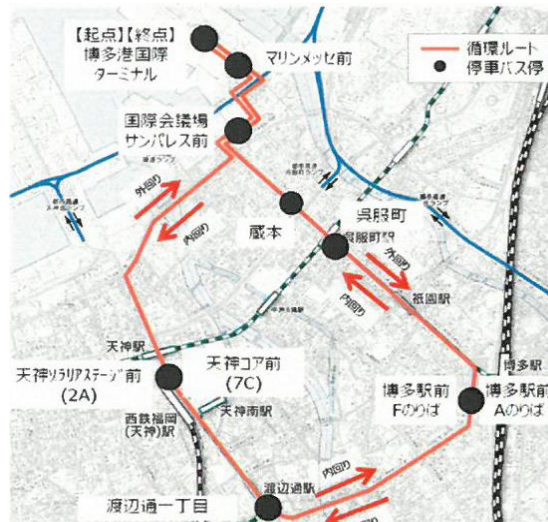 【起点】【終点】
博多港国際
ターミナル
マリンメッセ前
循環ルート
停車バス停
国際会議場
サンパレス前
外回り
内回り
蔵本
呉服町
呉服町駅
外回り
内回り
祇園駅
天神駅
博多駅
天神ソラリアステージ前
(2A)
天神コア前
(7C)
博多駅前
Fのりば
博多駅前
Aのりば
天神南駅
西鉄福岡
(天神)駅
内回り
渡辺通駅
渡辺通一丁目